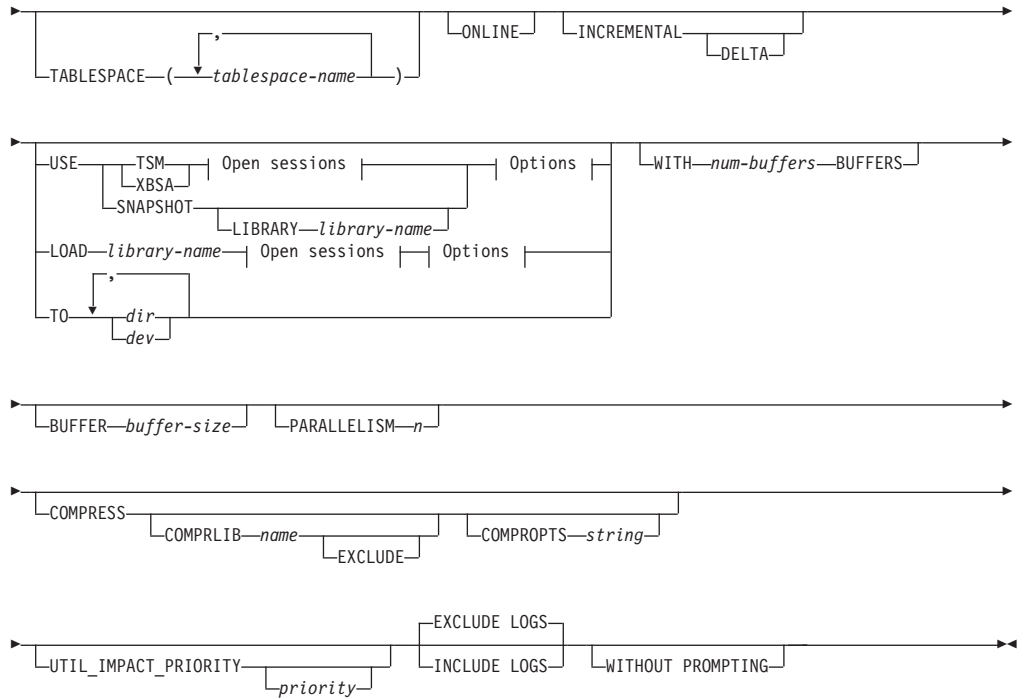 ,
TABLESPACE ( tablespace-name ) ONLINE INCREMENTAL
DELTA
USE TSM Open sessions Options WITH num-buffers BUFFERS
XBSA
SNAPSHOT
LIBRARY library-name
LOAD library-name Open sessions Options
,
TO dir
dev
BUFFER buffer-size PARALLELISM n
COMPRESS
COMPRLIB name COMPROPTS string
EXCLUDE
EXCLUDE LOGS
UTIL_IMPACT_PRIORITY INCLUDE LOGS WITHOUT PROMPTING
priority